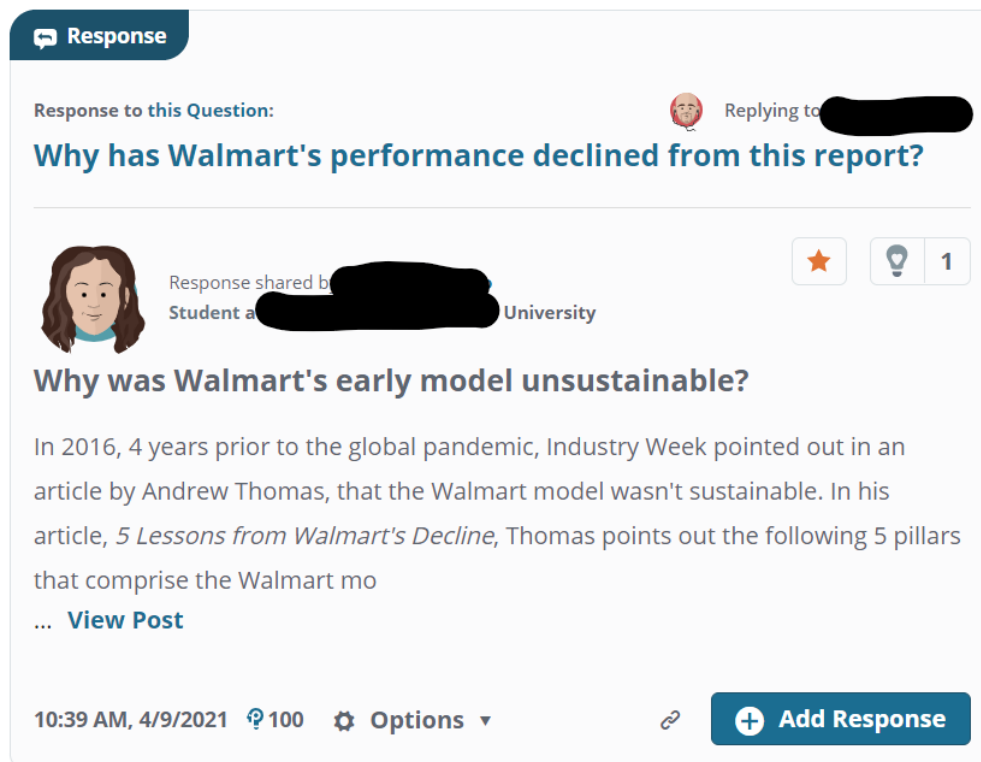 Response
Response to this Question:
Replying to
Why has Walmart's performance declined from this report?
1
Response shared b
Student a
University
Why was Walmart's early model unsustainable?
In 2016, 4 years prior to the global pandemic, Industry Week pointed out in an
article by Andrew Thomas, that the Walmart model wasn't sustainable. In his
article, 5 Lessons from Walmart's Decline, Thomas points out the following 5 pillars
that comprise the Walmart mo
... View Post
10:39 AM, 4/9/2021 100 Options ▼ Add Response